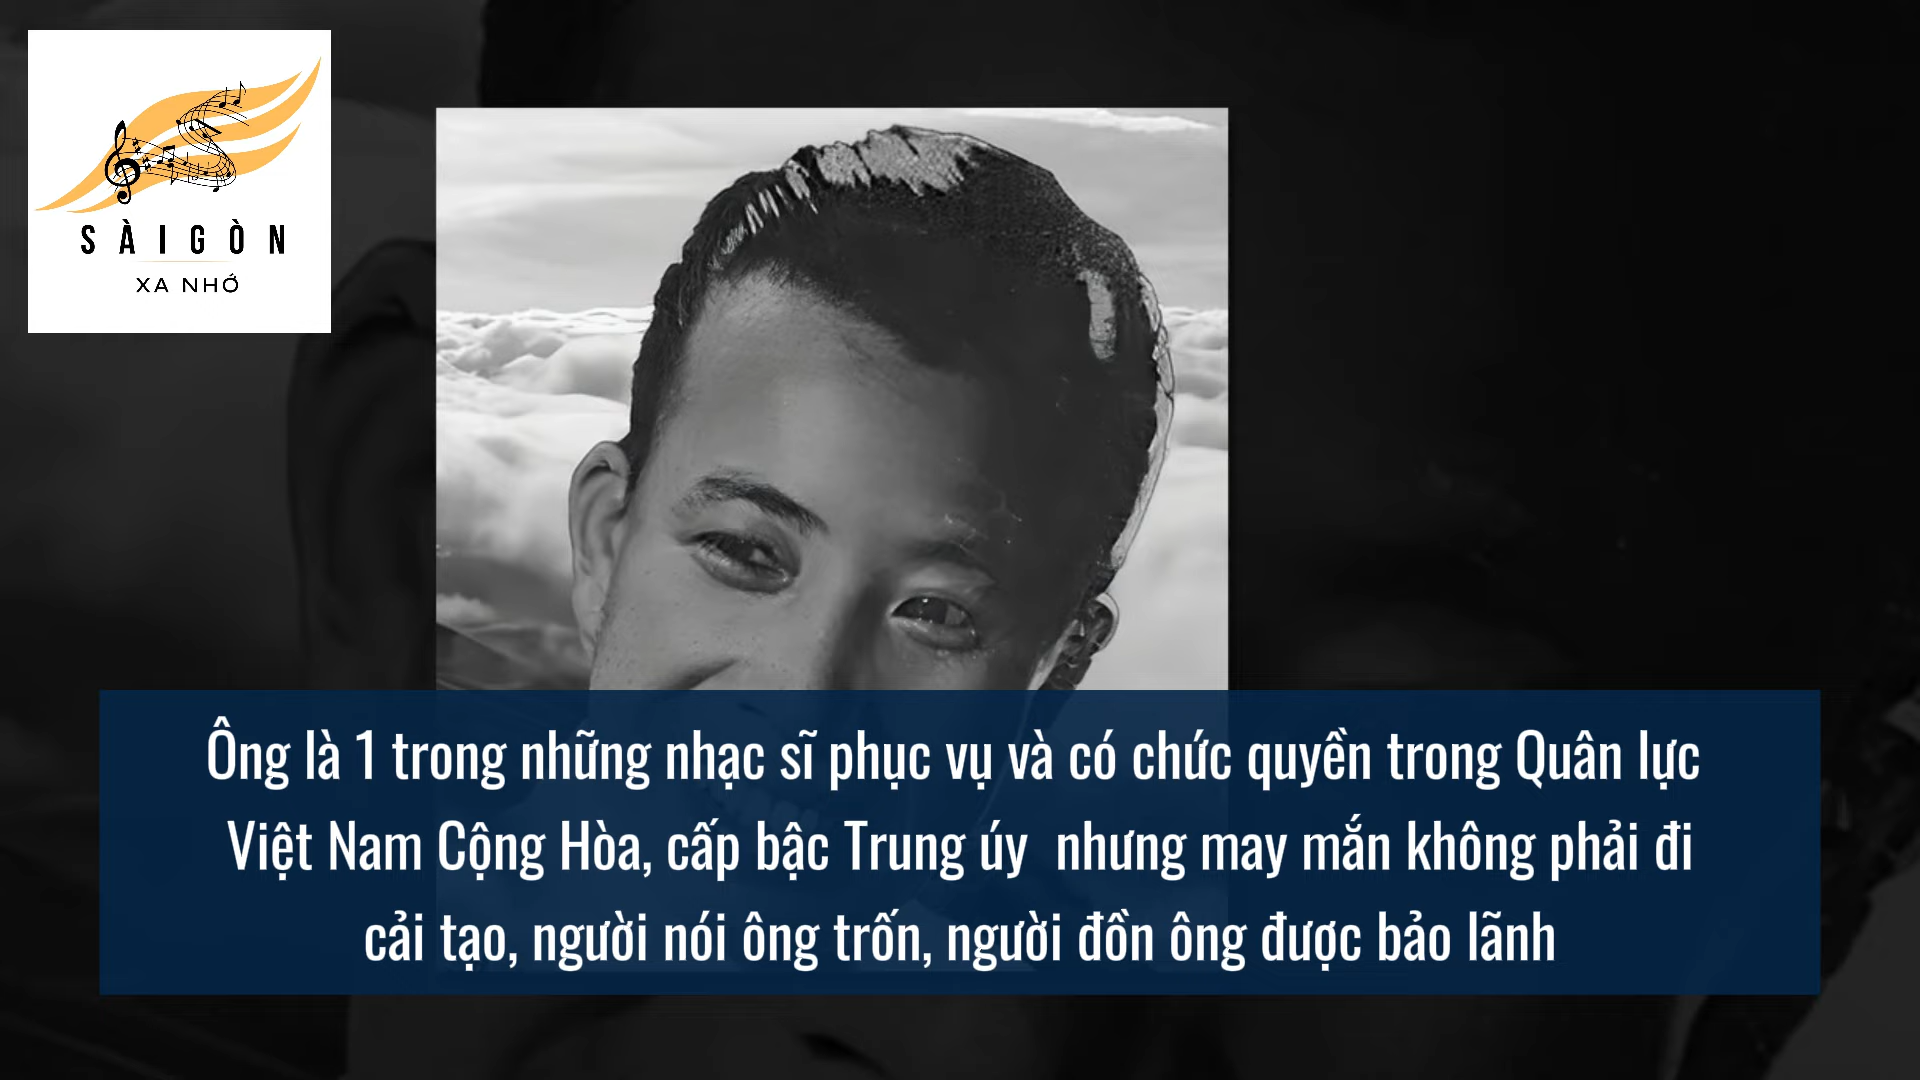 SÀIGÒN
XA NHỚ
Ông là 1 trong những nhạc sĩ phục vụ và có chức quyền trong Quân lực
Việt Nam Cộng Hòa, cấp bậc Trung úy  nhưng may mắn không phải đi
cải tạo, người nói ông trốn, người đồn ông được bảo lãnh